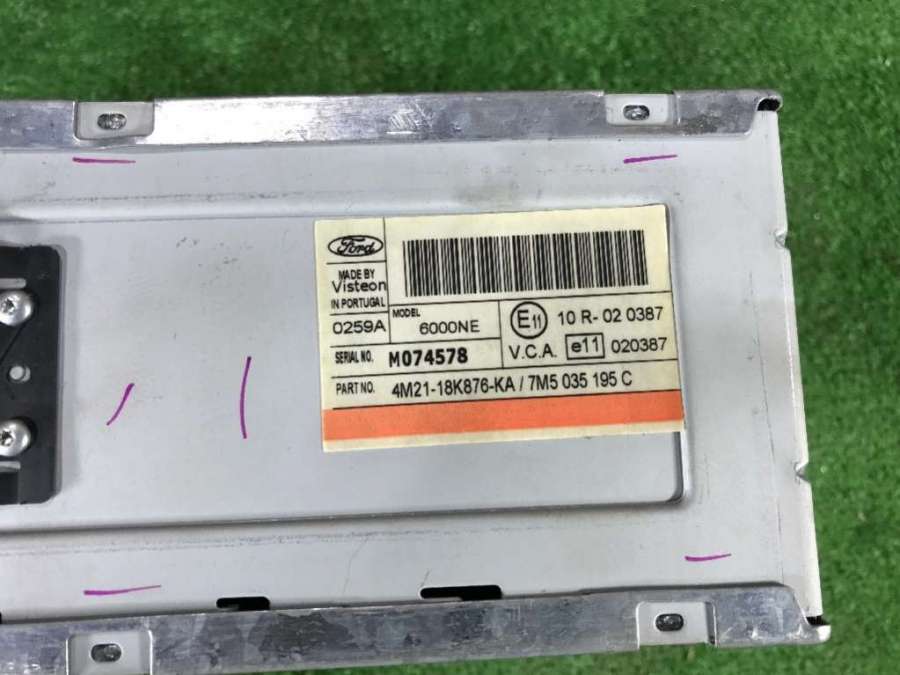 Ford
MADE BY
Visteon
IN PORTUGAL
0259A
MODEL
6000NE
E11 10 R- 02 0387
V.C.A. e11 020387
SERIAL NO. M074578
PART NO. 4M21-18K876-KA / 7M5 035 195 C